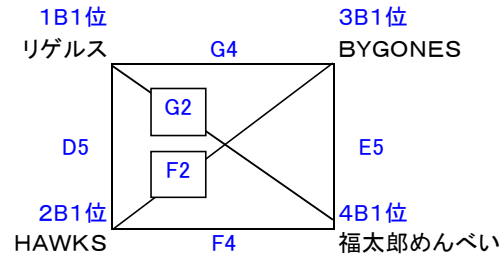 1B1位
3B1位
リゲルス
G4
BYGONES
G2
D5
E5
F2
2B1位
4B1位
HAWKS
F4
福太郎めんべい